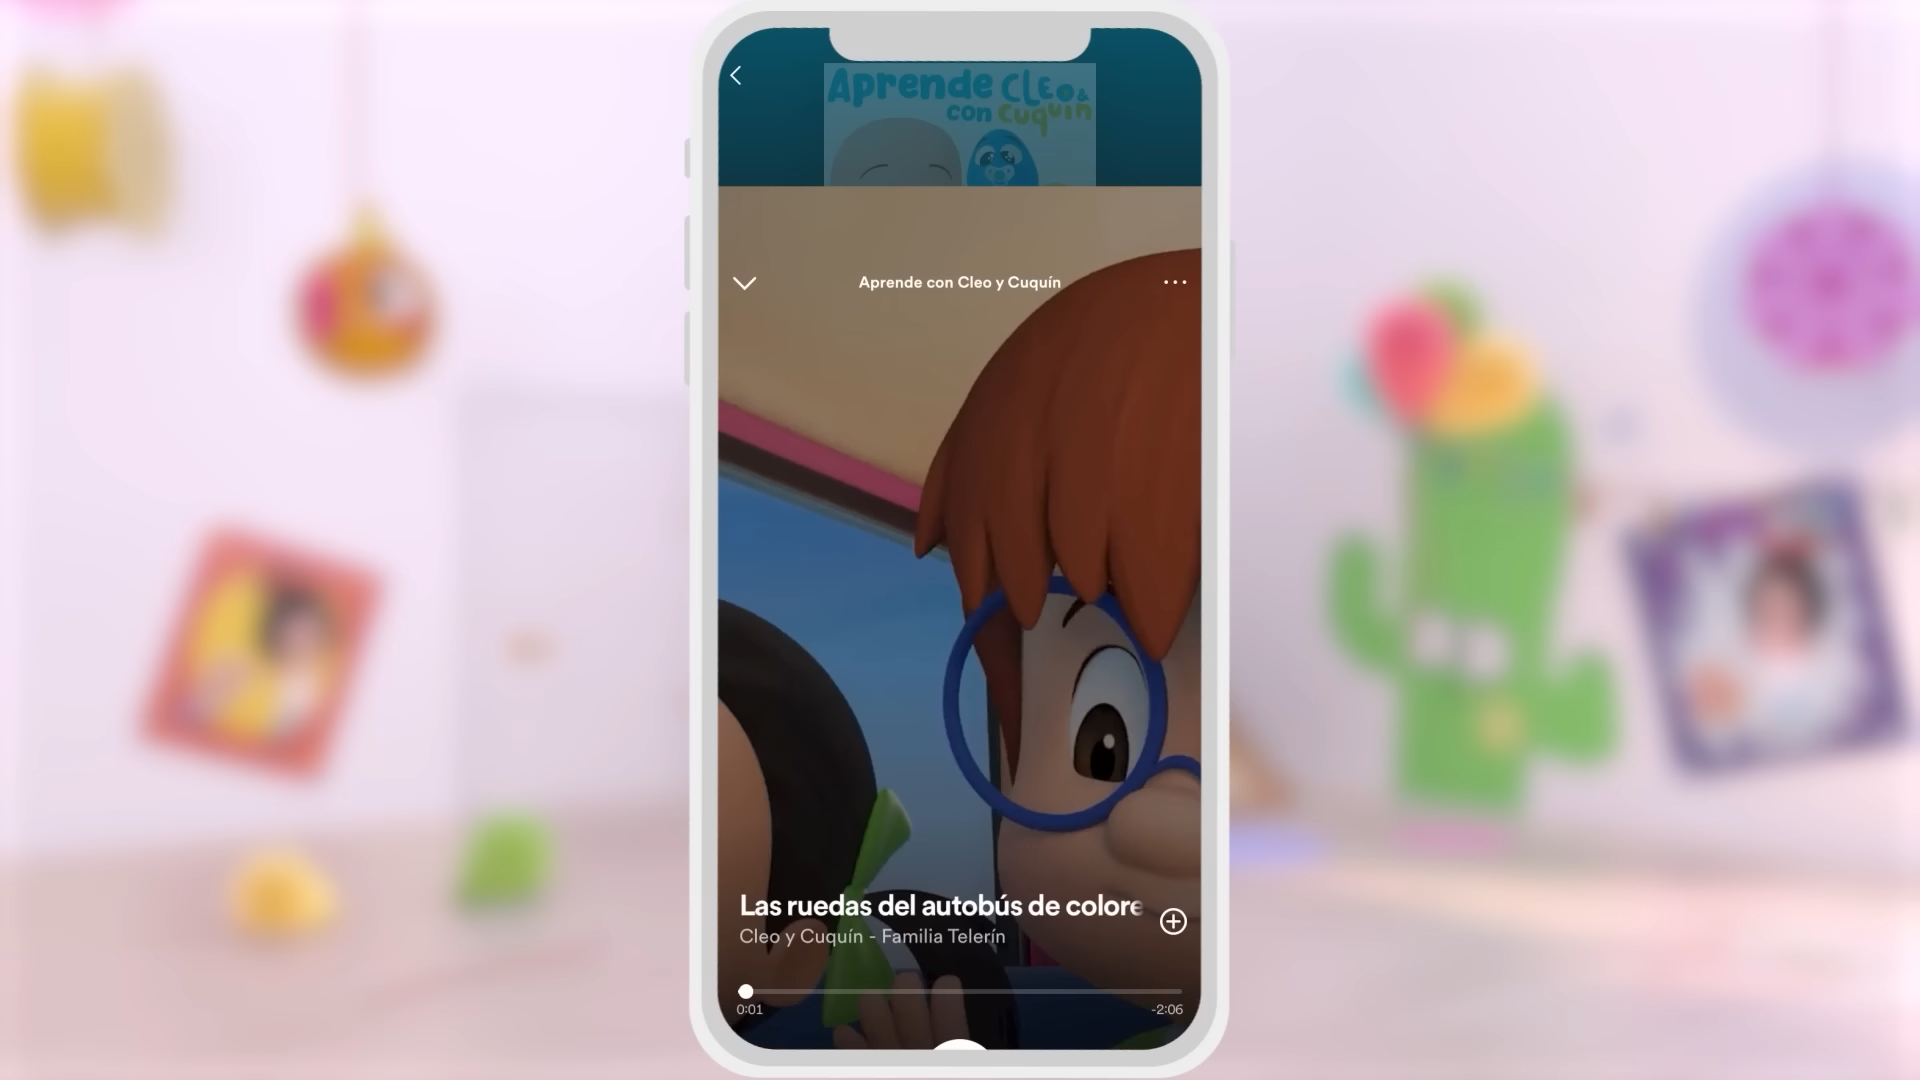 Aprende CLEO &
con cuquín
Aprende con Cleo y Cuquín
Las ruedas del autobús de colore
Cleo y Cuquín - Familia Telerín
0:01
-2:06